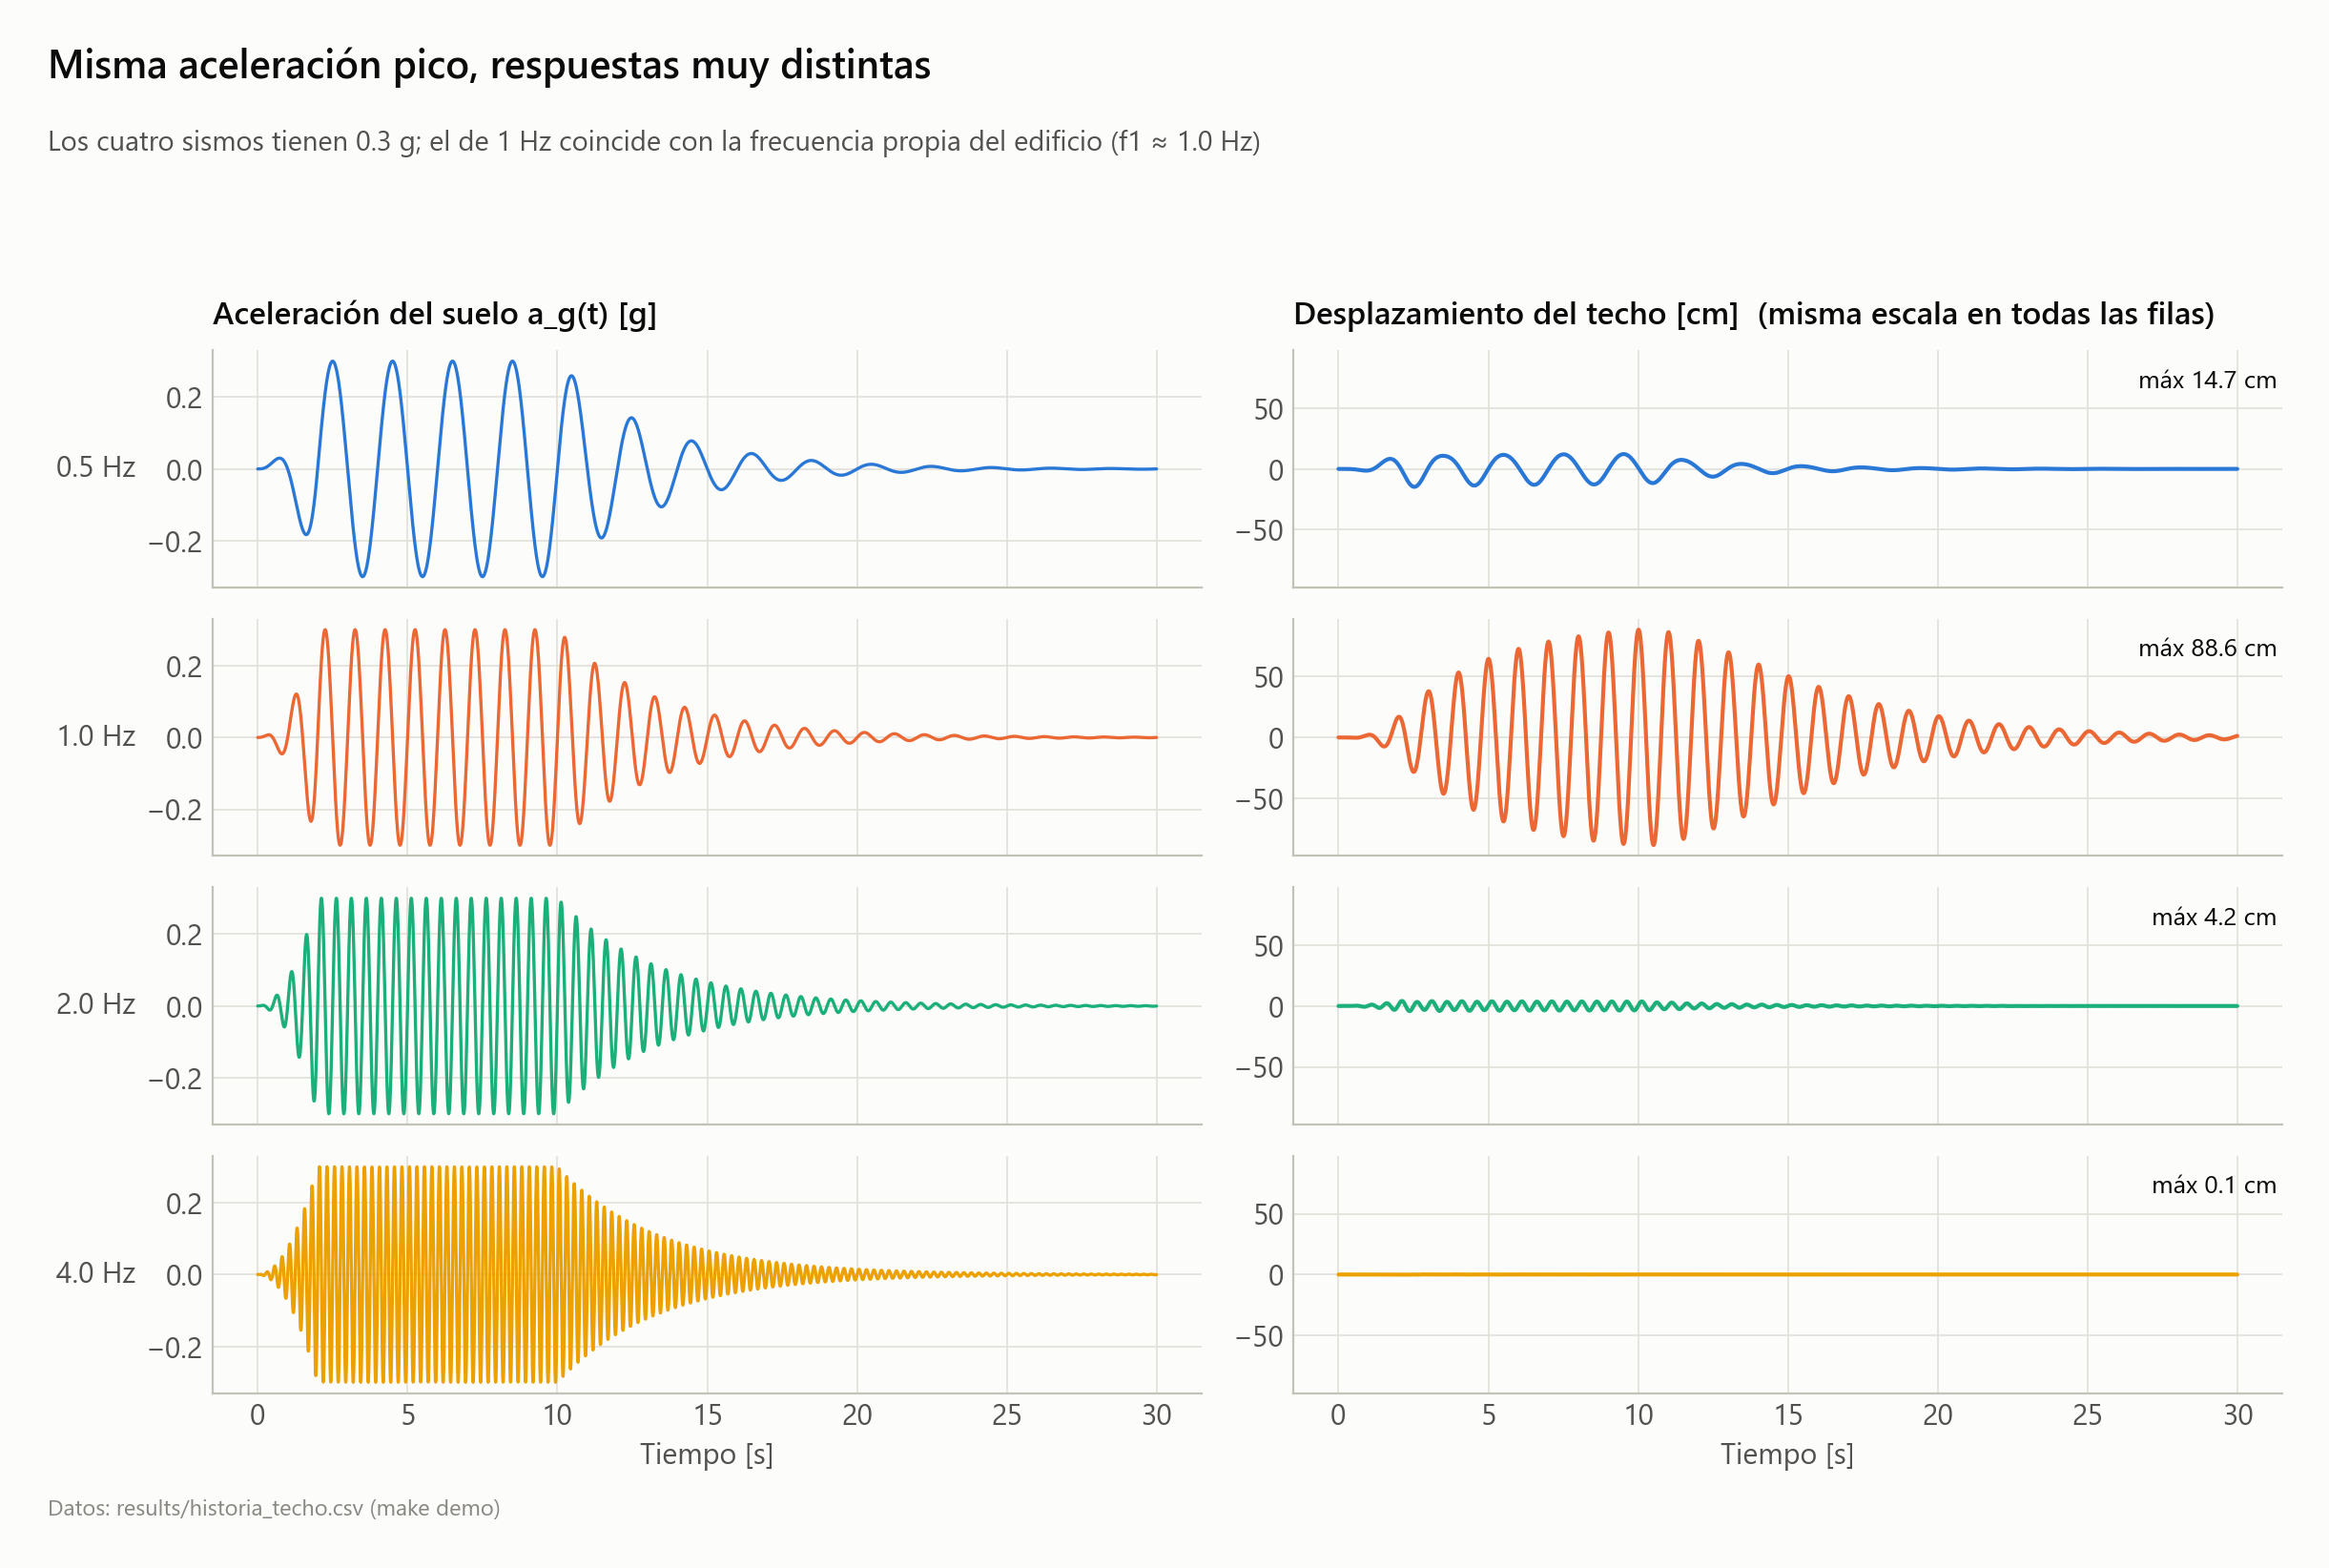 Misma aceleración pico, respuestas muy distintas
Los cuatro sismos tienen 0.3 g; el de 1 Hz coincide con la frecuencia propia del edificio (f1 ≈ 1.0 Hz)
Aceleración del suelo a_g(t) [g]
0.5 Hz
0.2
0.0
−0.2
1.0 Hz
0.2
0.0
−0.2
2.0 Hz
0.2
0.0
−0.2
4.0 Hz
0.2
0.0
−0.2
0 5 10 15 20 25 30
Tiempo [s]
Desplazamiento del techo [cm]  (misma escala en todas las filas)
máx 14.7 cm
50
0
−50
máx 88.6 cm
50
0
−50
máx 4.2 cm
50
0
−50
máx 0.1 cm
50
0
−50
0 5 10 15 20 25 30
Tiempo [s]
Datos: results/historia_techo.csv (make demo)